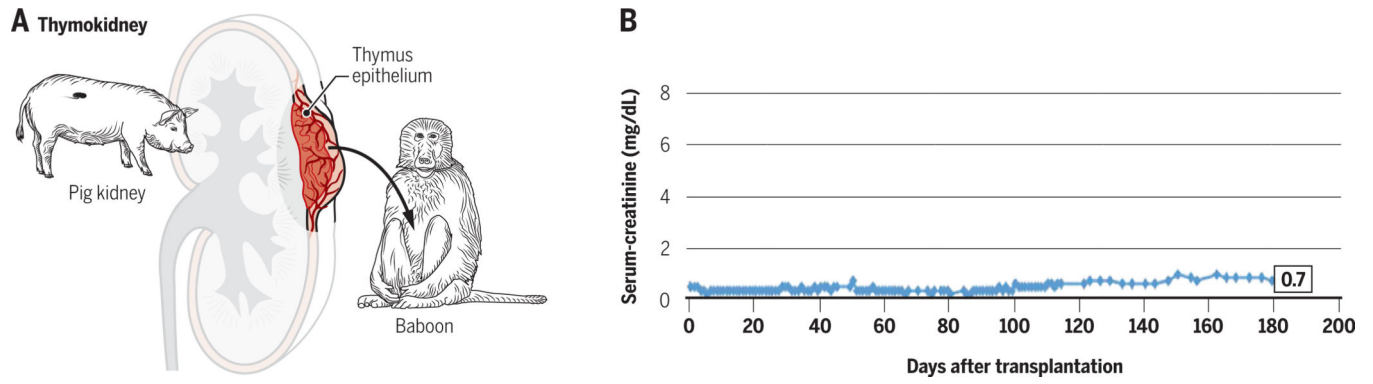 A Thymokidney
Thymus
epithelium
Pig kidney
Baboon
B
Serum-creatinine (mg/dL)
8
6
4
2
0
0.7
0 20 40 60 80 100 120 140 160 180 200
Days after transplantation